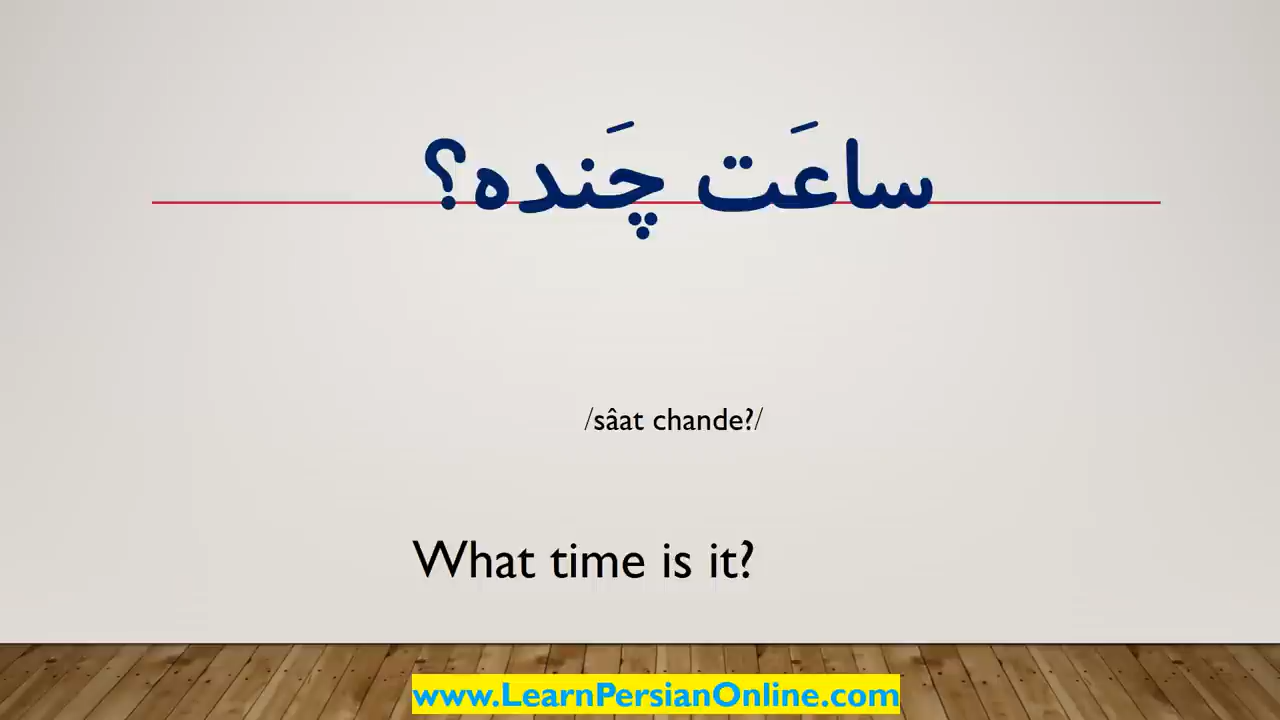 ساعَت چَنده؟
/sâat chande?/
What time is it?
www.LearnPersianOnline.com